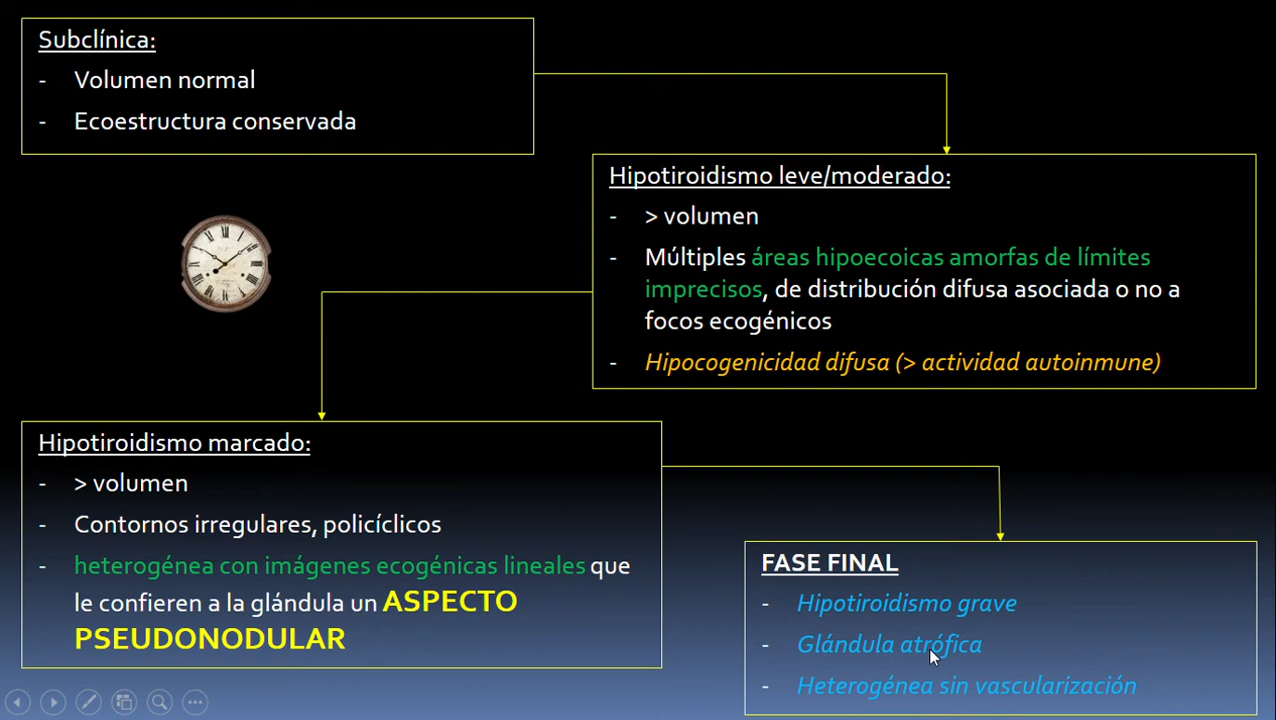 Subclínica:
- Volumen normal
- Ecoestructura conservada
Hipotiroidismo leve/moderado:
- > volumen
- Múltiples áreas hipoecoicas amorfas de límites
imprecisos, de distribución difusa asociada o no a
focos ecogénicos
- Hipocogenicidad difusa (> actividad autoinmune)
Hipotiroidismo marcado:
- > volumen
- Contornos irregulares, policíclicos
- heterogénea con imágenes ecogénicas lineales que
le confieren a la glándula un ASPECTO
PSEUDONODULAR
FASE FINAL
- Hipotiroidismo grave
- Glándula atrófica
- Heterogénea sin vascularización